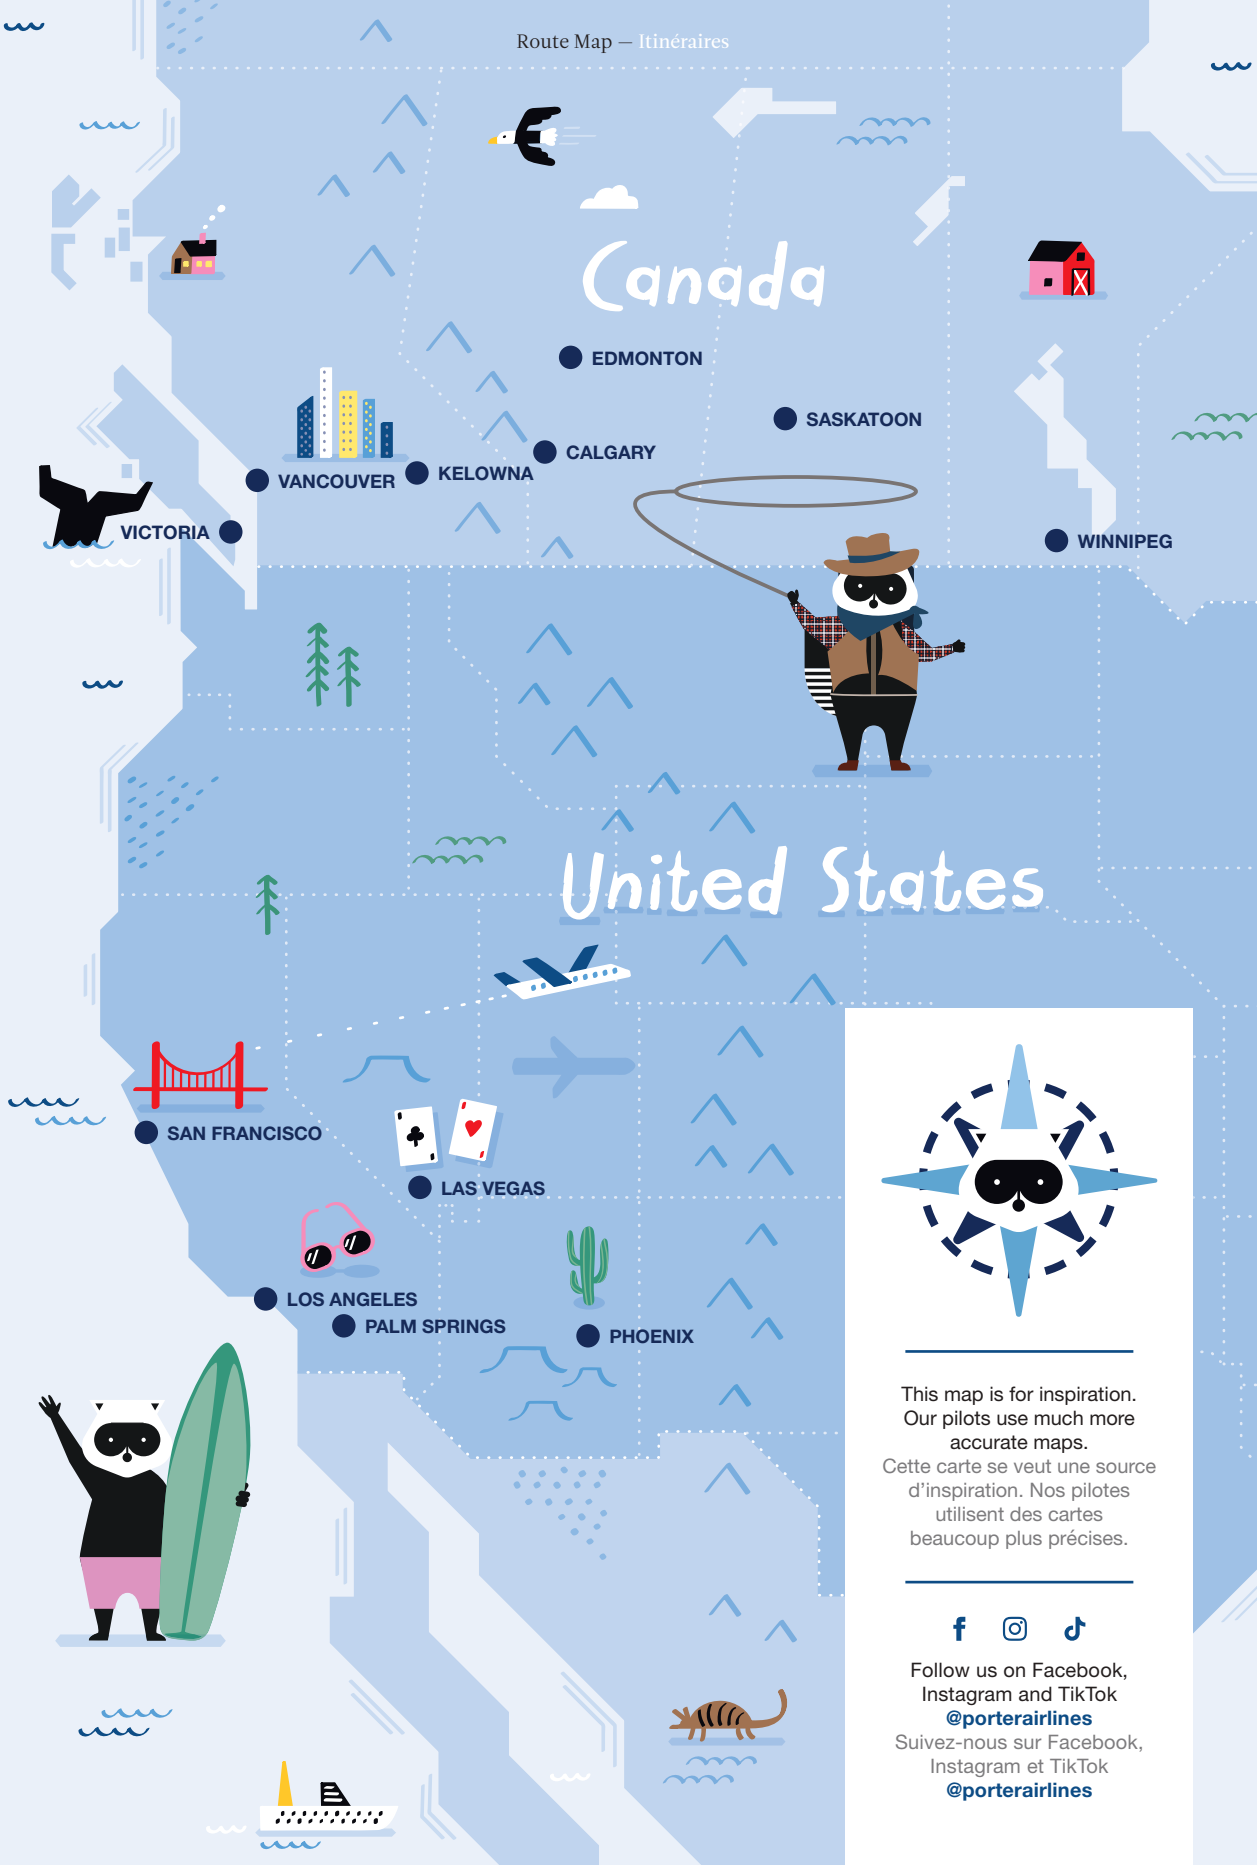 Route Map — Itinéraires
Canada
EDMONTON
SASKATOON
CALGARY
KELOWNA
VANCOUVER
VICTORIA
WINNIPEG
United States
SAN FRANCISCO
LAS VEGAS
LOS ANGELES
PALM SPRINGS
PHOENIX
This map is for inspiration.
Our pilots use much more
accurate maps.
Cette carte se veut une source
d’inspiration. Nos pilotes
utilisent des cartes
beaucoup plus précises.
Follow us on Facebook,
Instagram and TikTok
@porterairlines
Suivez-nous sur Facebook,
Instagram et TikTok
@porterairlines